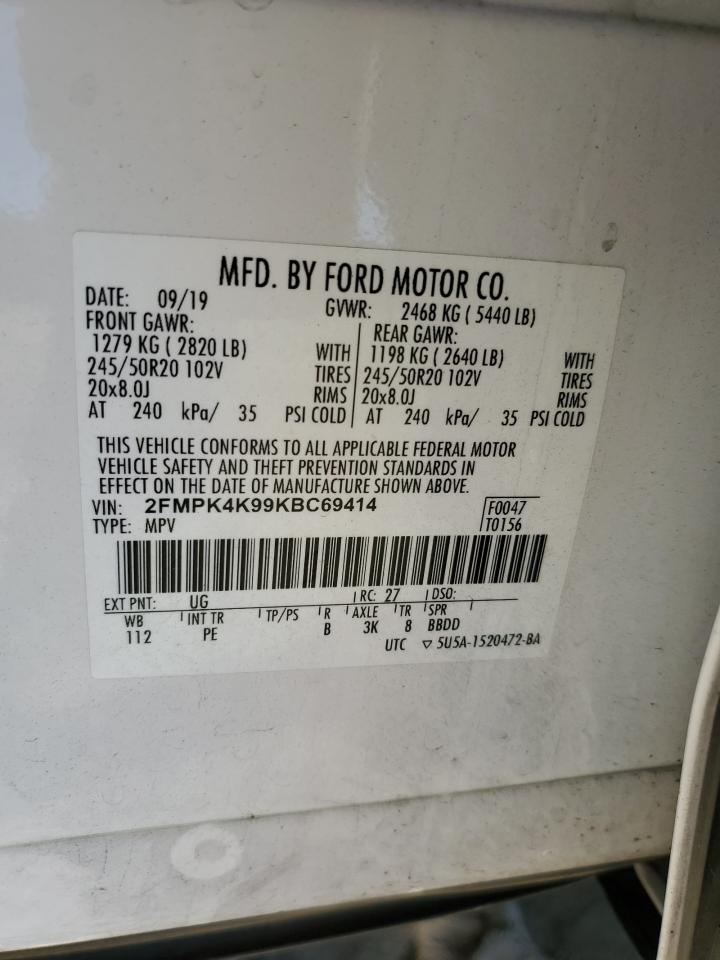 MFD. BY FORD MOTOR CO.
DATE: 09/19 GVWR: 2468 KG ( 5440 LB)
FRONT GAWR: REAR GAWR:
1279 KG ( 2820 LB) WITH 1198 KG ( 2640 LB) WITH
245/50R20 102V TIRES 245/50R20 102V TIRES
20x8.0J RIMS 20x8.0J RIMS
AT 240 kPa/ 35 PSI COLD AT 240 kPa/ 35 PSI COLD
THIS VEHICLE CONFORMS TO ALL APPLICABLE FEDERAL MOTOR
VEHICLE SAFETY AND THEFT PREVENTION STANDARDS IN
EFFECT ON THE DATE OF MANUFACTURE SHOWN ABOVE.
VIN: 2FMPK4K99KBC69414 F0047
TYPE: MPV T0156
EXT PNT: UG RC: 27 DSO:
WB INT TR TP/PS R AXLE TR SPR
112 PE B 3K 8 BBDD
UTC ▽ 5U5A-1520472-BA